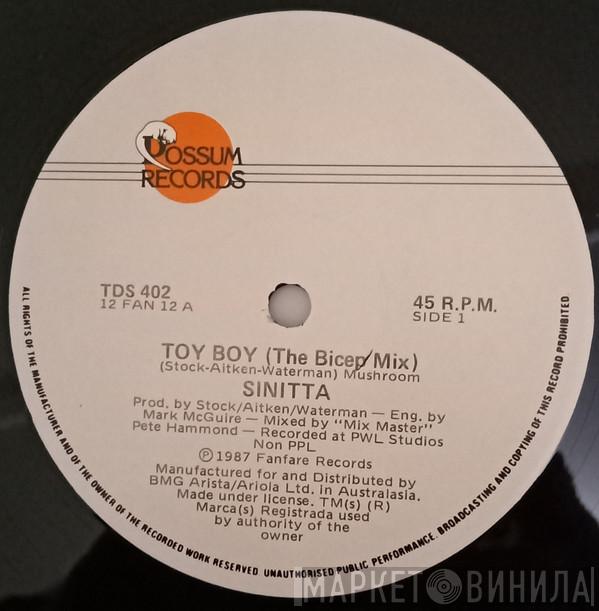 POSSUM
RECORDS
TDS 402
12 FAN 12 A
45 R.P.M.
SIDE 1
TOY BOY (The Bicep Mix)
(Stock-Aitken-Waterman) Mushroom
SINITTA
Prod. by Stock/Aitken/Waterman — Eng. by
Mark McGuire — Mixed by "Mix Master"
Pete Hammond — Recorded at PWL Studios
Non PPL
Ⓟ 1987 Fanfare Records
Manufactured for and Distributed by
BMG Arista/Ariola Ltd. in Australasia.
Made under license. TM(s) (R)
Marca(s) Registrada used
by authority of the
owner
ALL RIGHTS OF THE MANUFACTURER AND OF THE OWNER OF THE RECORDED WORK RESERVED. UNAUTHORISED PUBLIC PERFORMANCE, BROADCASTING AND COPYING OF THIS RECORD PROHIBITED
МАРКЕТ ВИНИЛА